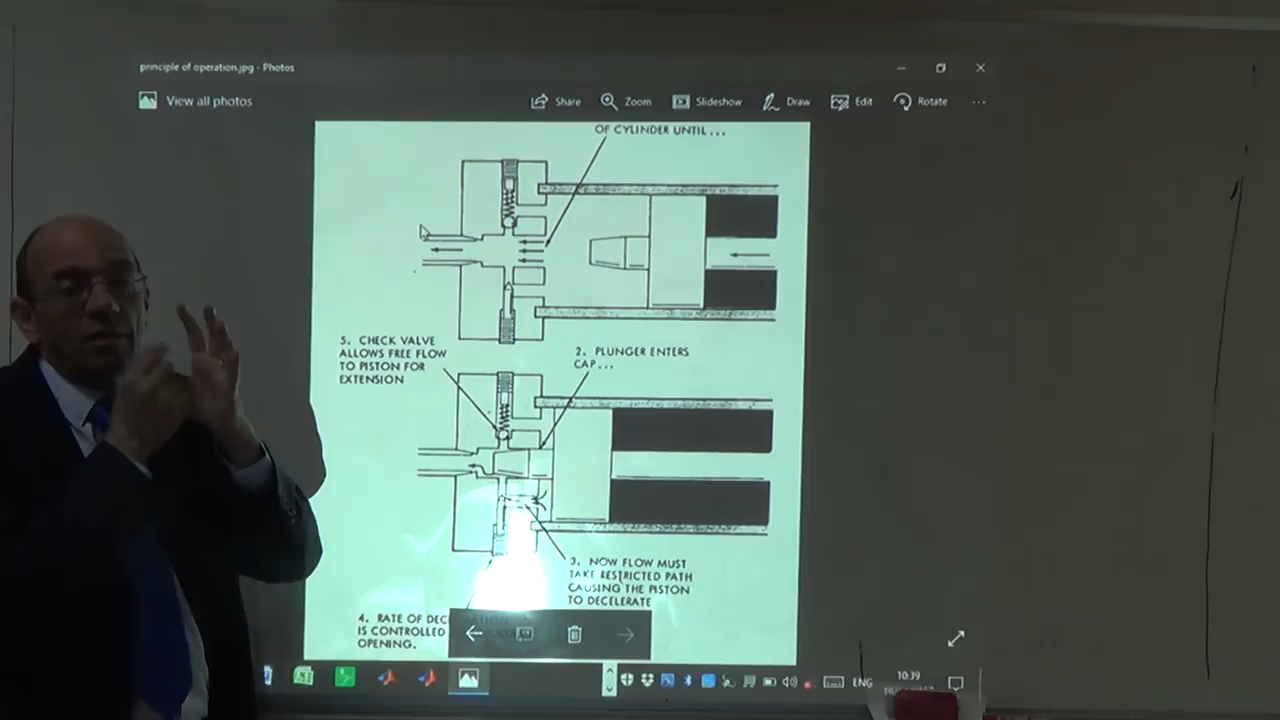 principle of operation.jpg - Photos
View all photos
Share
Zoom
Slideshow
Draw
Edit
Rotate
OF CYLINDER UNTIL...
5. CHECK VALVE
ALLOWS FREE FLOW
TO PISTON FOR
EXTENSION
2. PLUNGER ENTERS
CAP...
3. NOW FLOW MUST
TAKE RESTRICTED PATH
CAUSING THE PISTON
TO DECELERATE
4. RATE OF
IS CONTROLLED
OPENING.
ENG
10:39